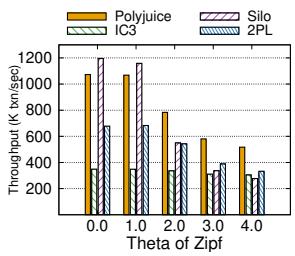 Polyjuice
IC3
Silo
2PL
Throughput (K txn/sec)
1200
1000
800
600
400
200
0.0 1.0 2.0 3.0 4.0
Theta of Zipf